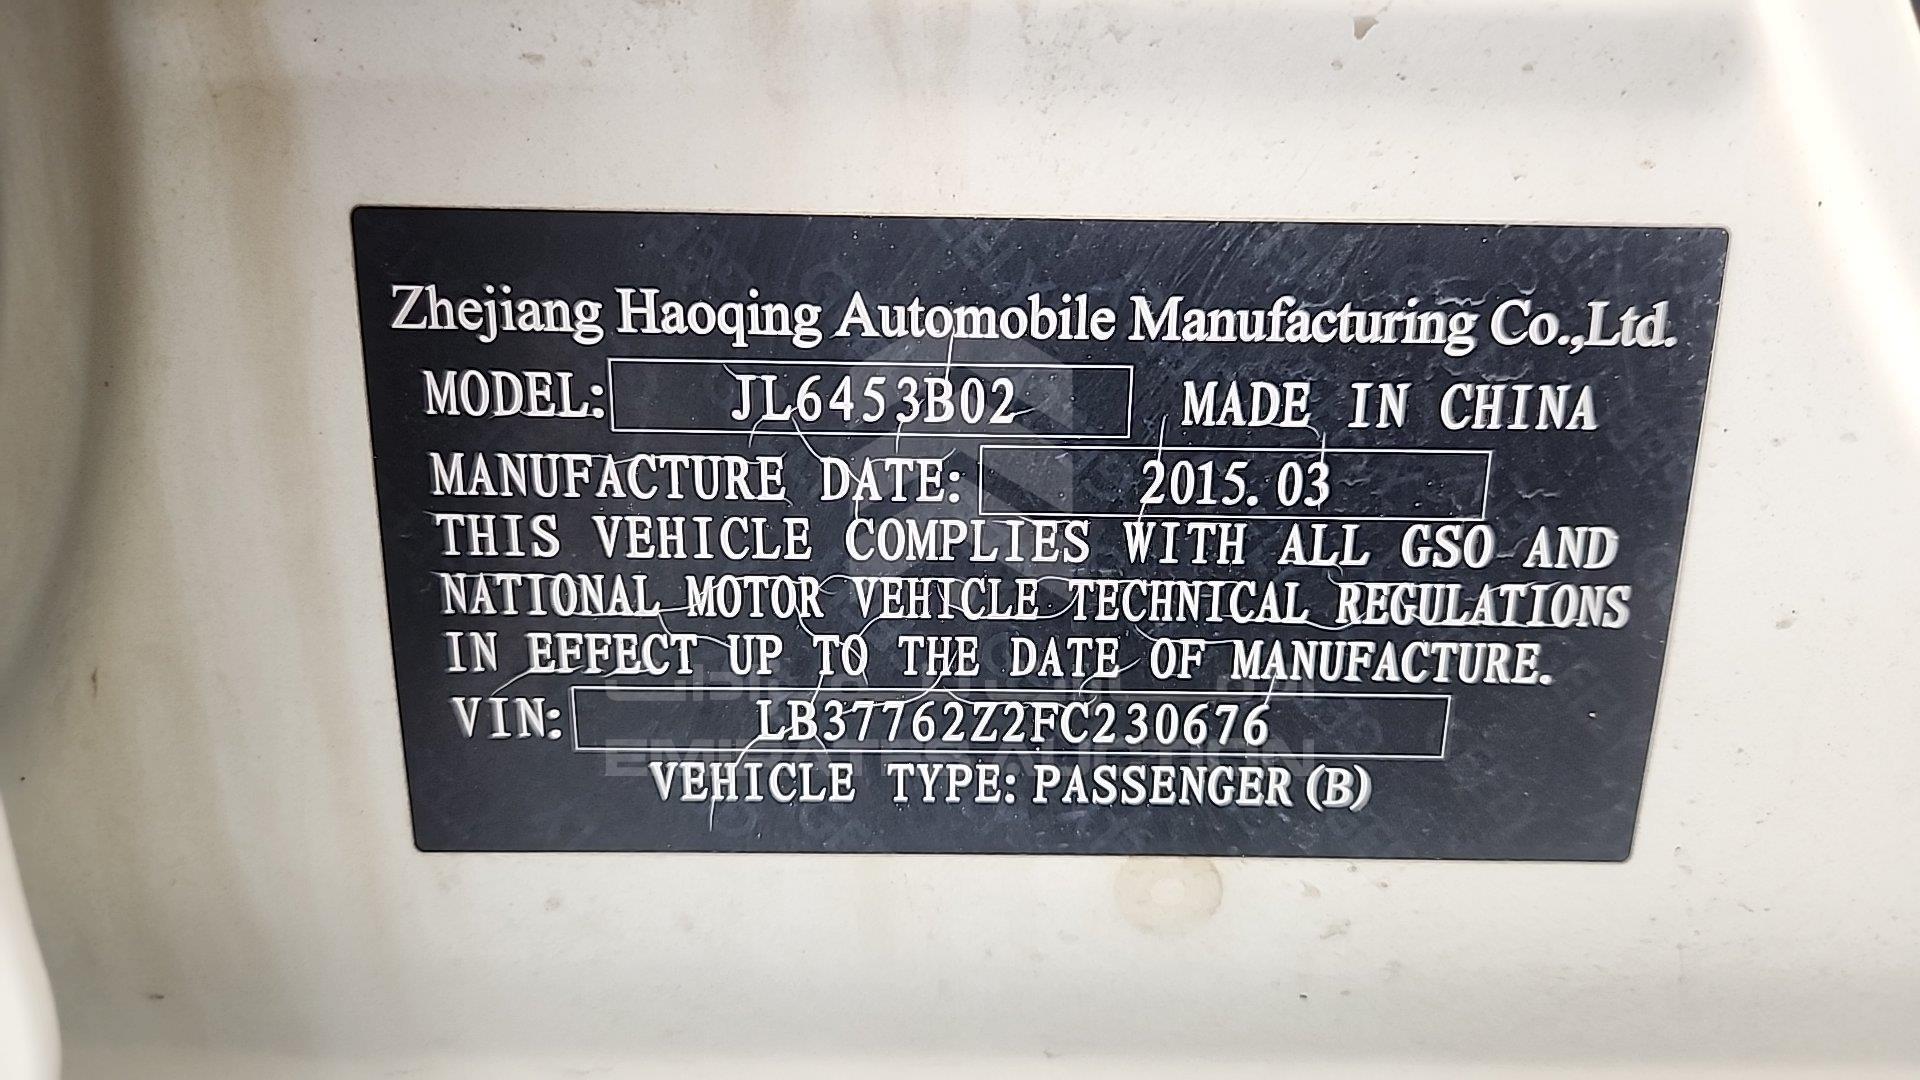 Zhejiang Haoqing Automobile Manufacturing Co.,Ltd.
MODEL: JL6453B02 MADE IN CHINA
MANUFACTURE DATE: 2015.03
THIS VEHICLE COMPLIES WITH ALL GSO AND
NATIONAL MOTOR VEHICLE TECHNICAL REGULATIONS
IN EFFECT UP TO THE DATE OF MANUFACTURE.
VIN: LB37762Z2FC230676
EMIRATES AUCTION
VEHICLE TYPE: PASSENGER (B)